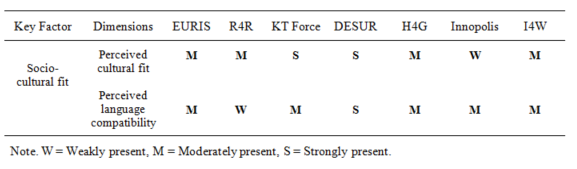 Key Factor Dimensions EURIS R4R KT Force DESUR H4G Innopolis I4W
Socio-
cultural fit
Perceived
cultural fit
M M S S M W M
Perceived
language
compatibility
M W M S M M M
Note. W = Weakly present, M = Moderately present, S = Strongly present.